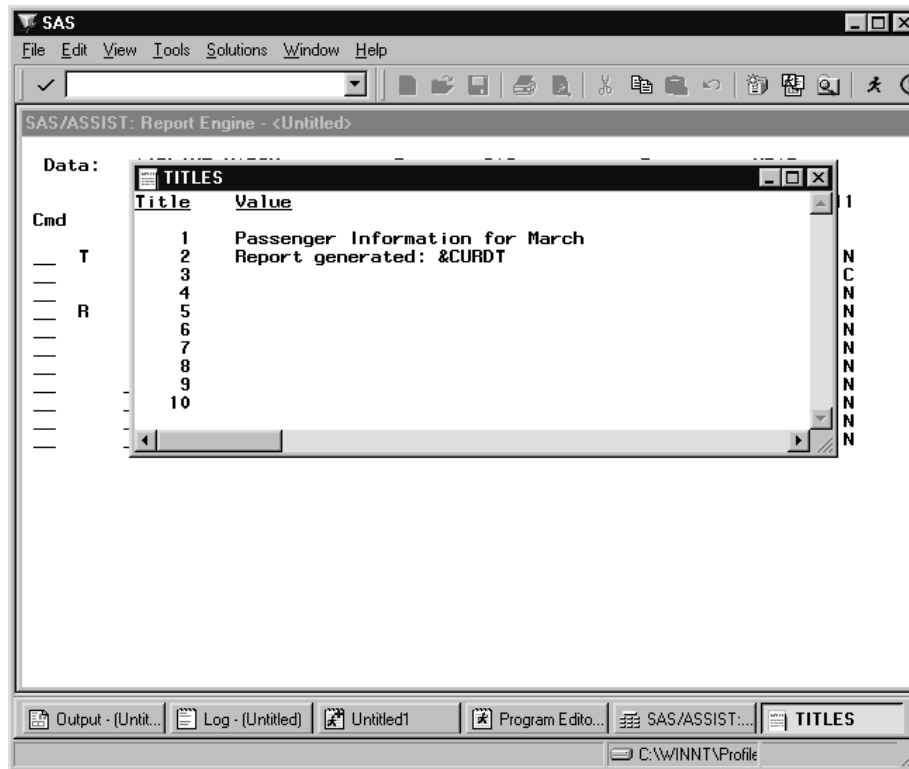 SAS
File Edit View Tools Solutions Window Help
SAS/ASSIST: Report Engine - <Untitled>
Data:
TITLES
Title Value
Cmd
1 Passenger Information for March
T 2 Report generated: &CURDT N
3 C
4 N
R 5 N
6 N
7 N
8 N
9 N
10 N
N
N
Output - (Untit... Log - (Untitled) Untitled1 Program Edito... SAS/ASSIST:... TITLES
C:\WINNT\Profile